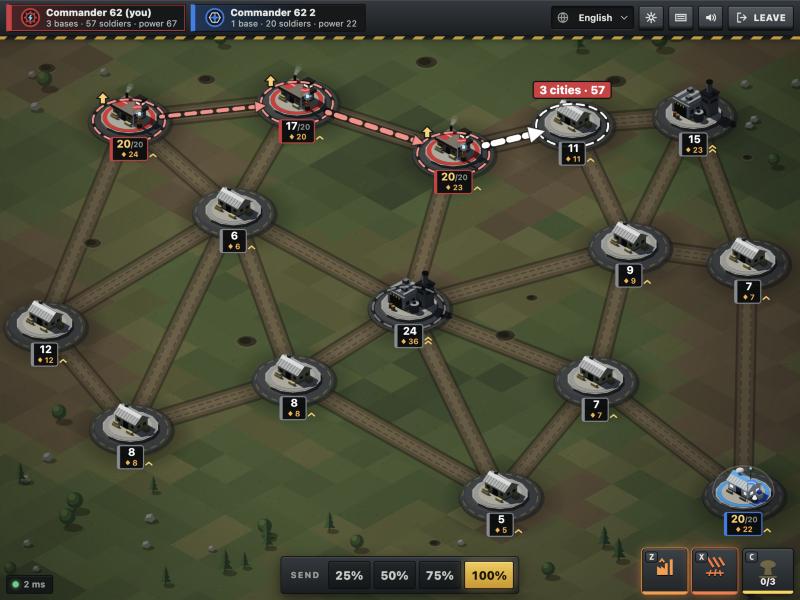 Commander 62 (you)
3 bases · 57 soldiers · power 67
Commander 62 2
1 base · 20 soldiers · power 22
English
LEAVE
3 cities · 57
20/20
24
17/20
20
20/20
23
11
11
15
23
6
6
9
9
7
7
12
12
24
36
8
8
7
7
8
8
5
5
20/20
22
2 ms
SEND
25%
50%
75%
100%
Z
X
C
0/3